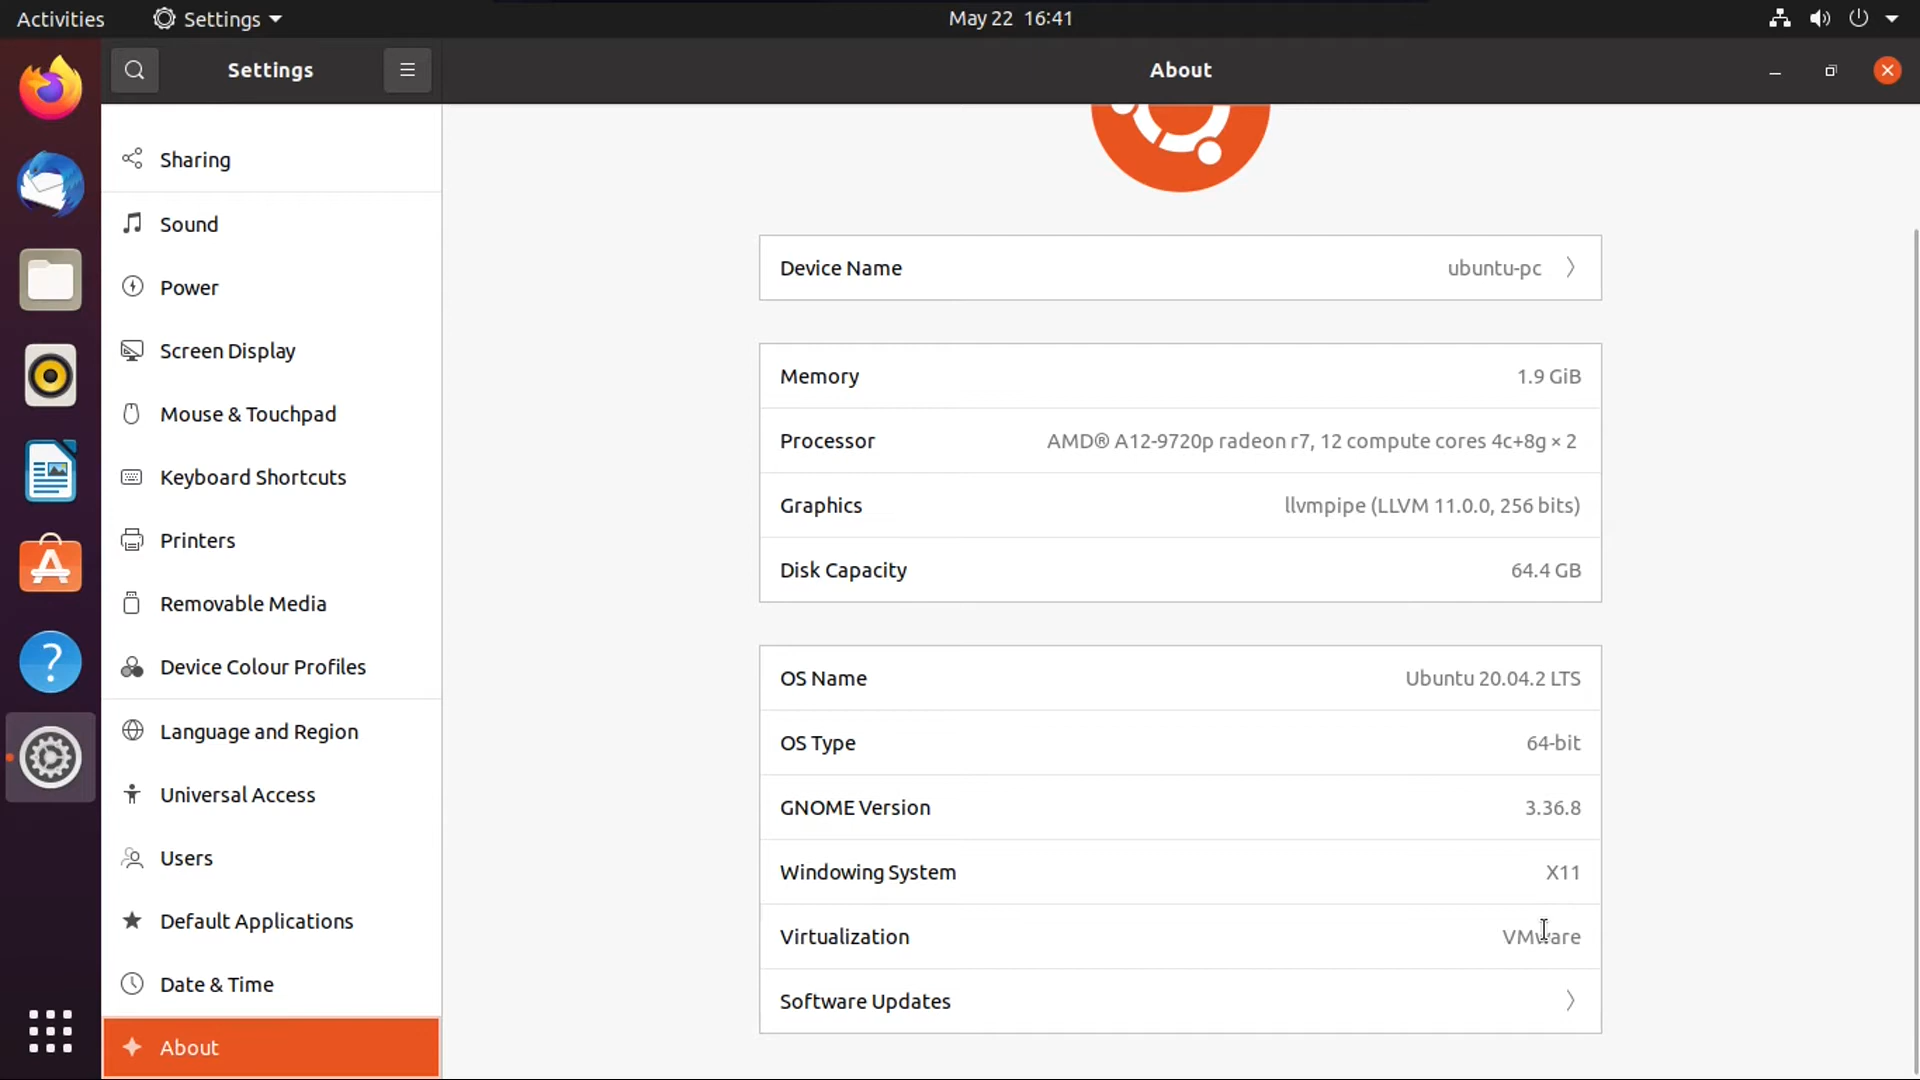 Activities Settings May 22 16:41
Settings About
Sharing
Sound
Power
Screen Display
Mouse & Touchpad
Keyboard Shortcuts
Printers
Removable Media
Device Colour Profiles
Language and Region
Universal Access
Users
Default Applications
Date & Time
About
Device Name ubuntu-pc
Memory 1.9 GiB
Processor AMD® A12-9720p radeon r7, 12 compute cores 4c+8g × 2
Graphics llvmpipe (LLVM 11.0.0, 256 bits)
Disk Capacity 64.4 GB
OS Name Ubuntu 20.04.2 LTS
OS Type 64-bit
GNOME Version 3.36.8
Windowing System X11
Virtualization VMware
Software Updates